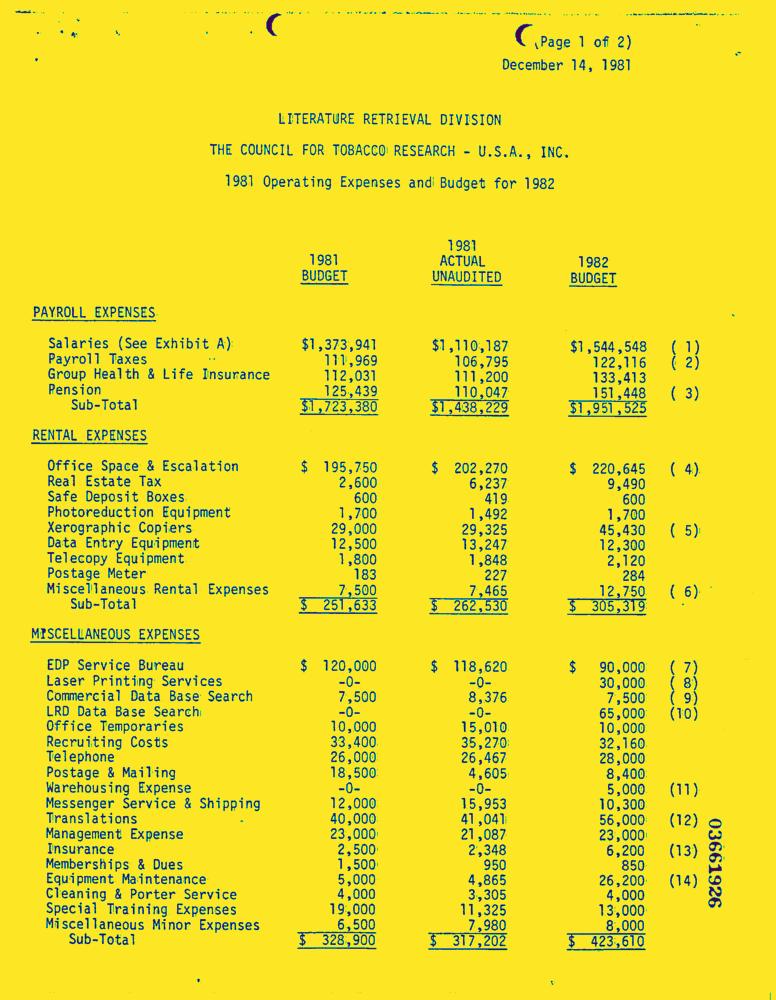 (Page 1 of 2)
December 14, 1981
LITERATURE RETRIEVAL DIVISION
THE COUNCIL FOR TOBACCO RESEARCH - U.S.A., INC.
1981 Operating Expenses and Budget for 1982
1981 BUDGET 1981 ACTUAL UNAUDITED 1982 BUDGET
PAYROLL EXPENSES
Salaries (See Exhibit A) $1,373,941 $1,110,187 $1,544,548 ( 1)
Payroll Taxes 111,969 106,795 122,116 ( 2)
Group Health & Life Insurance 112,031 111,200 133,413
Pension 125,439 110,047 151,448 ( 3)
Sub-Total $1,723,380 $1,438,229 $1,951,525
RENTAL EXPENSES
Office Space & Escalation $ 195,750 $ 202,270 $ 220,645 ( 4)
Real Estate Tax 2,600 6,237 9,490
Safe Deposit Boxes 600 419 600
Photoreduction Equipment 1,700 1,492 1,700
Xerographic Copiers 29,000 29,325 45,430 ( 5)
Data Entry Equipment 12,500 13,247 12,300
Telecopy Equipment 1,800 1,848 2,120
Postage Meter 183 227 284
Miscellaneous Rental Expenses 7,500 7,465 12,750 ( 6)
Sub-Total $ 251,633 $ 262,530 $ 305,319
MISCELLANEOUS EXPENSES
EDP Service Bureau $ 120,000 $ 118,620 $ 90,000 ( 7)
Laser Printing Services -0- -0- 30,000 ( 8)
Commercial Data Base Search 7,500 8,376 7,500 ( 9)
LRD Data Base Search -0- -0- 65,000 (10)
Office Temporaries 10,000 15,010 10,000
Recruiting Costs 33,400 35,270 32,160
Telephone 26,000 26,467 28,000
Postage & Mailing 18,500 4,605 8,400
Warehousing Expense -0- -0- 5,000 (11)
Messenger Service & Shipping 12,000 15,953 10,300
Translations 40,000 41,041 56,000 (12)
Management Expense 23,000 21,087 23,000
Insurance 2,500 2,348 6,200 (13)
Memberships & Dues 1,500 950 850
Equipment Maintenance 5,000 4,865 26,200 (14)
Cleaning & Porter Service 4,000 3,305 4,000
Special Training Expenses 19,000 11,325 13,000
Miscellaneous Minor Expenses 6,500 7,980 8,000
Sub-Total $ 328,900 $ 317,202 $ 423,610
03661926